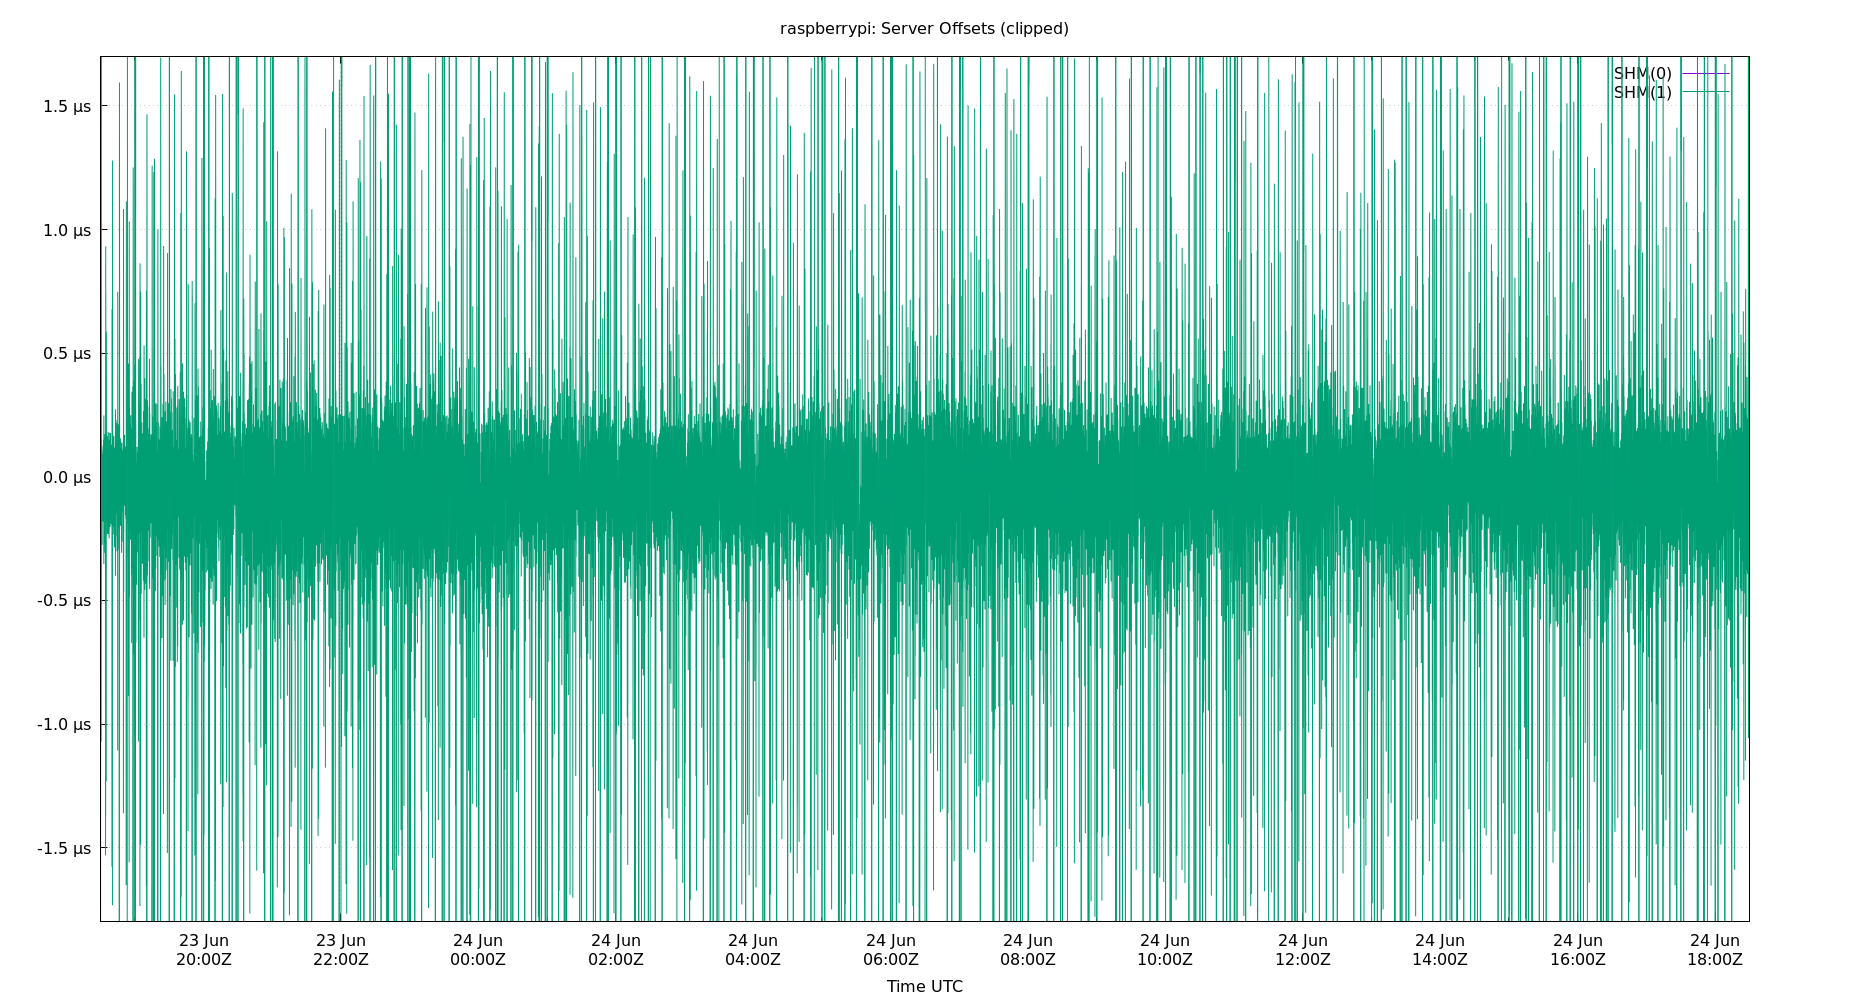 raspberrypi: Server Offsets (clipped)
SHM(0)
SHM(1)
1.5 µs
1.0 µs
0.5 µs
0.0 µs
-0.5 µs
-1.0 µs
-1.5 µs
23 Jun 23 Jun 24 Jun 24 Jun 24 Jun 24 Jun 24 Jun 24 Jun 24 Jun 24 Jun 24 Jun 24 Jun
20:00Z 22:00Z 00:00Z 02:00Z 04:00Z 06:00Z 08:00Z 10:00Z 12:00Z 14:00Z 16:00Z 18:00Z
Time UTC